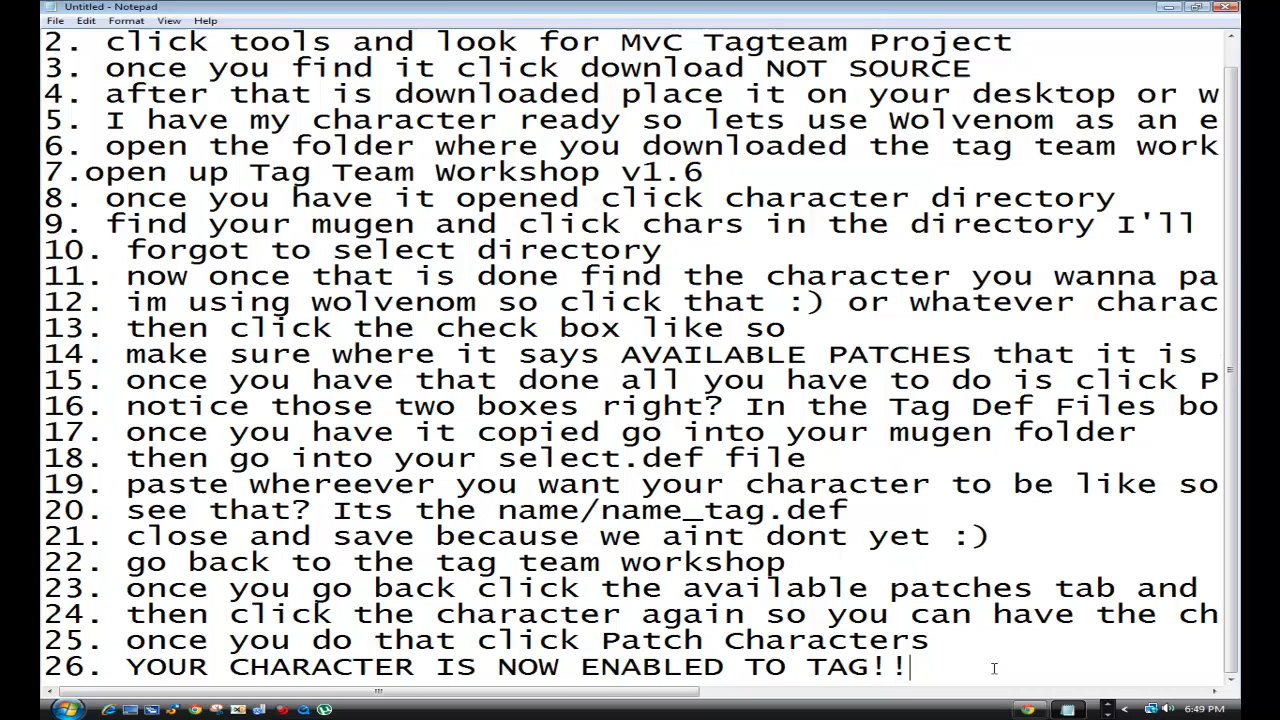 Untitled - Notepad
File Edit Format View Help
2. click tools and look for MvC Tagteam Project
3. once you find it click download NOT SOURCE
4. after that is downloaded place it on your desktop or w
5. I have my character ready so lets use Wolvenom as an e
6. open the folder where you downloaded the tag team work
7.open up Tag Team Workshop v1.6
8. once you have it opened click character directory
9. find your mugen and click chars in the directory I'll
10. forgot to select directory
11. now once that is done find the character you wanna pa
12. im using wolvenom so click that :) or whatever charac
13. then click the check box like so
14. make sure where it says AVAILABLE PATCHES that it is
15. once you have that done all you have to do is click P
16. notice those two boxes right? In the Tag Def Files bo
17. once you have it copied go into your mugen folder
18. then go into your select.def file
19. paste whereever you want your character to be like so
20. see that? Its the name/name_tag.def
21. close and save because we aint dont yet :)
22. go back to the tag team workshop
23. once you go back click the available patches tab and
24. then click the character again so you can have the ch
25. once you do that click Patch Characters
26. YOUR CHARACTER IS NOW ENABLED TO TAG!!
6:49 PM